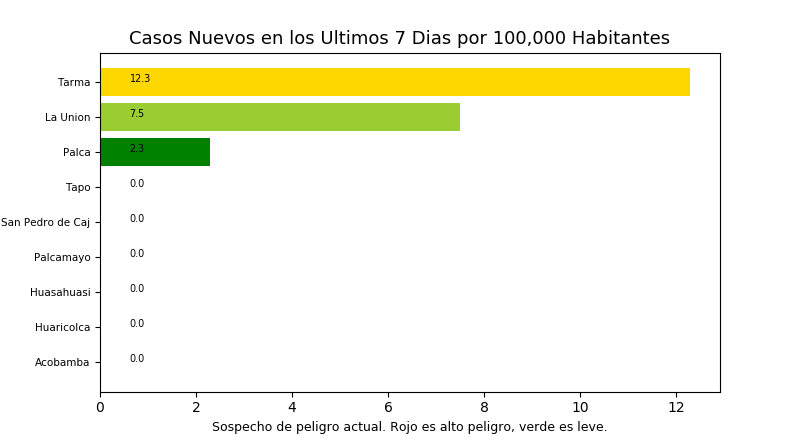 Casos Nuevos en los Ultimos 7 Dias por 100,000 Habitantes
Tarma 12.3
La Union 7.5
Palca 2.3
Tapo 0.0
San Pedro de Caj 0.0
Palcamayo 0.0
Huasahuasi 0.0
Huaricolca 0.0
Acobamba 0.0
0 2 4 6 8 10 12
Sospecho de peligro actual. Rojo es alto peligro, verde es leve.